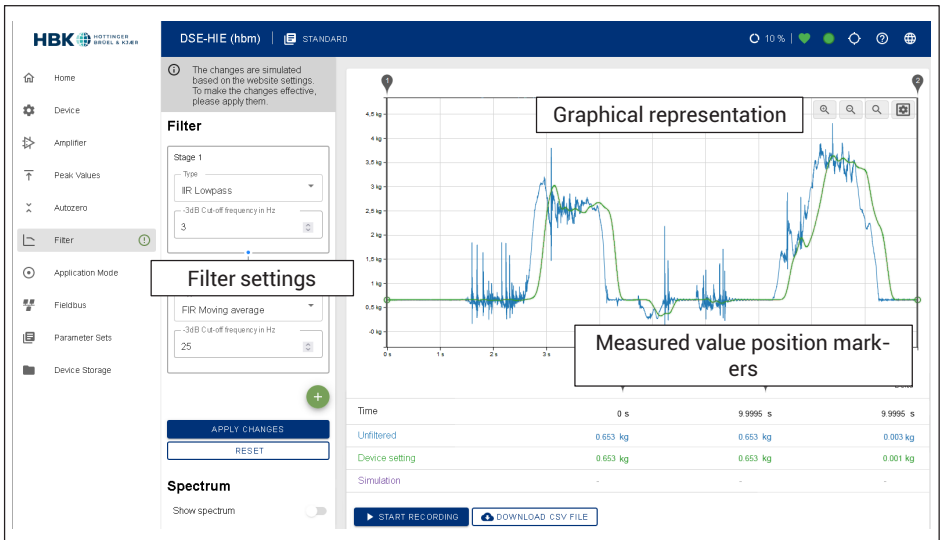 HBK HOTTINGER
BRÜEL & KJÆR
DSE-HIE (hbm)
STANDARD
10 %
Home
Device
Amplifier
Peak Values
Autozero
Filter
Application Mode
Fieldbus
Parameter Sets
Device Storage
The changes are simulated
based on the website settings.
To make the changes effective,
please apply them.
Filter
Stage 1
Type
IIR Lowpass
-3dB Cut-off frequency in Hz
3
Filter settings
FIR Moving average
-3dB Cut-off frequency in Hz
25
+
APPLY CHANGES
RESET
Spectrum
Show spectrum
1
2
Graphical representation
4,5 kg
4 kg
3,5 kg
3 kg
2,5 kg
2 kg
1,5 kg
1 kg
0,5 kg
-0 kg
0 s
1 s
2 s
3 s
Measured value position mark-
ers
Time 0 s 9.9995 s 9.9995 s
Unfiltered 0.653 kg 0.653 kg 0.003 kg
Device setting 0.653 kg 0.653 kg 0.001 kg
Simulation - - -
START RECORDING
DOWNLOAD CSV FILE